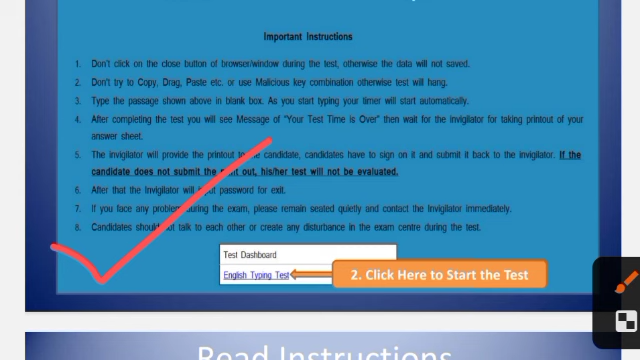 Important Instructions
1. Don't click on the close button of browser/window during the test, otherwise the data will not saved.
2. Don't try to Copy, Drag, Paste etc. or use Malicious key combination otherwise test will hang.
3. Type the passage shown above in blank box. As you start typing your timer will start automatically.
4. After completing the test you will see Message of "Your Test Time is Over" then wait for the invigilator for taking printout of your
answer sheet.
5. The invigilator will provide the printout to the candidate, candidates have to sign on it and submit it back to the invigilator. If the
candidate does not submit the print out, his/her test will not be evaluated.
6. After that the Invigilator will input password for exit.
7. If you face any problem during the exam, please remain seated quietly and contact the Invigilator immediately.
8. Candidates should not talk to each other or create any disturbance in the exam centre during the test.
Test Dashboard
English Typing Test
2. Click Here to Start the Test
Read Instructions